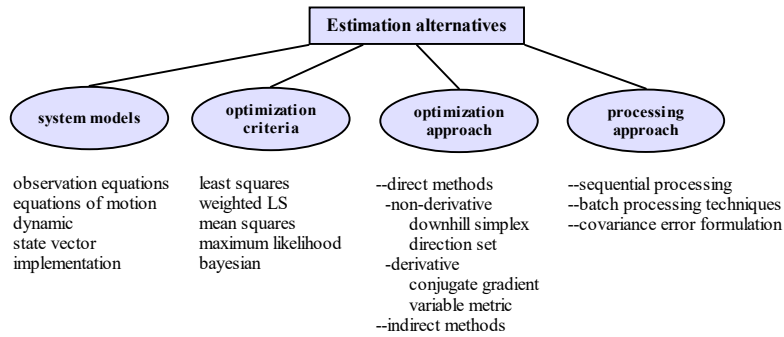 Estimation alternatives
system models
optimization
criteria
optimization
approach
processing
approach
observation equations
equations of motion
dynamic
state vector
implementation
least squares
weighted LS
mean squares
maximum likelihood
bayesian
--direct methods
-non-derivative
downhill simplex
direction set
-derivative
conjugate gradient
variable metric
--indirect methods
--sequential processing
--batch processing techniques
--covariance error formulation